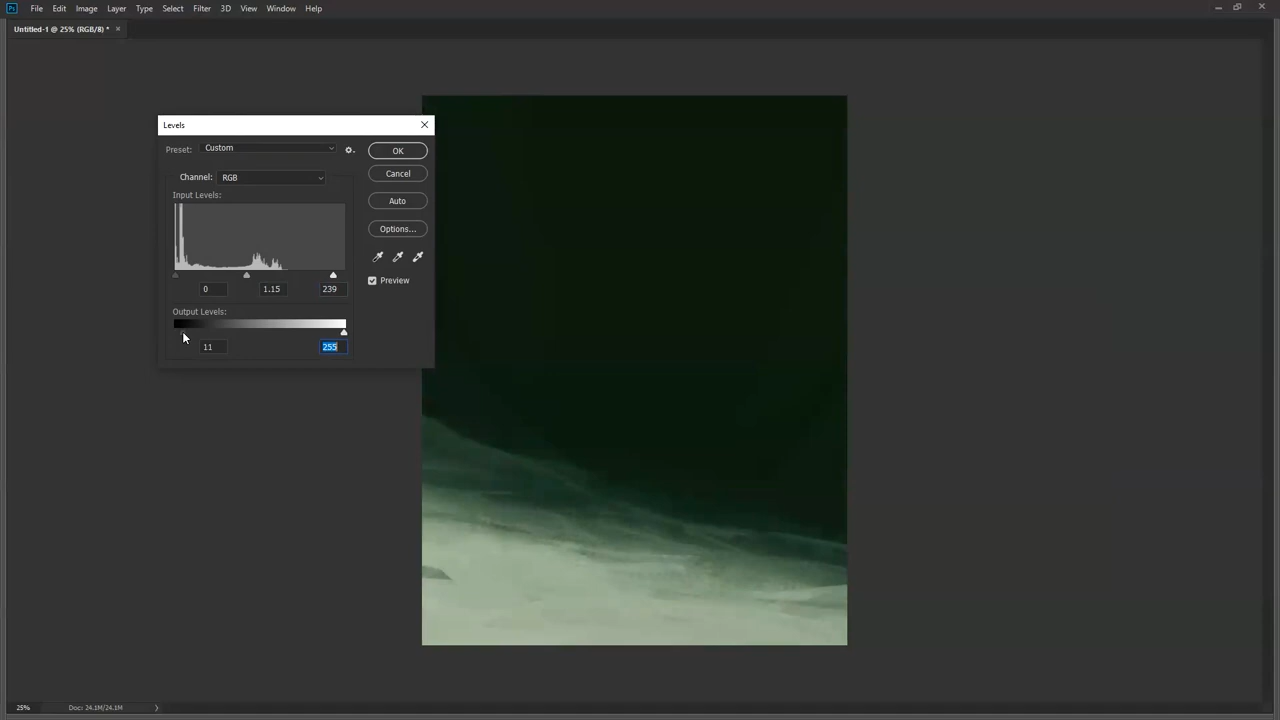 Ps File Edit Image Layer Type Select Filter 3D View Window Help
Untitled-1 @ 25% (RGB/8) * ×
Levels
Preset: Custom
OK
Channel: RGB
Cancel
Input Levels:
Auto
Options...
Preview
0 1.15 239
Output Levels:
11 255
25% Doc: 24.1M/24.1M